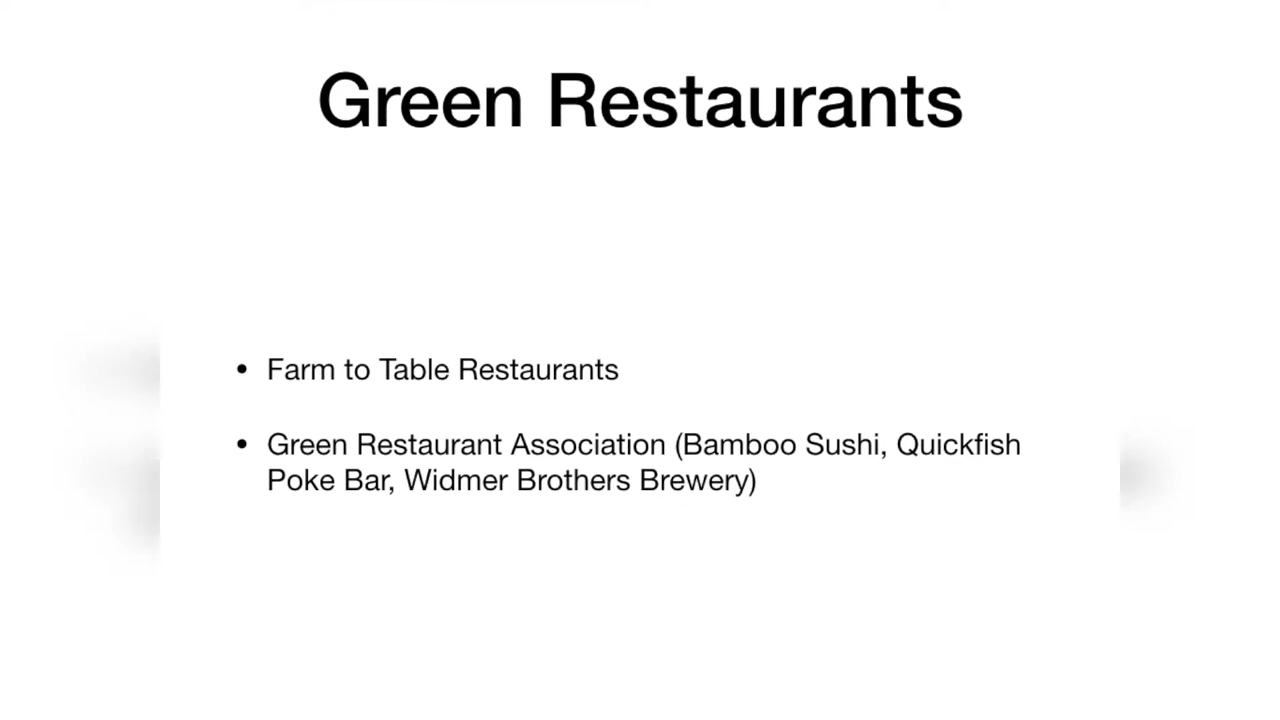 Green Restaurants
• Farm to Table Restaurants
• Green Restaurant Association (Bamboo Sushi, Quickfish
Poke Bar, Widmer Brothers Brewery)